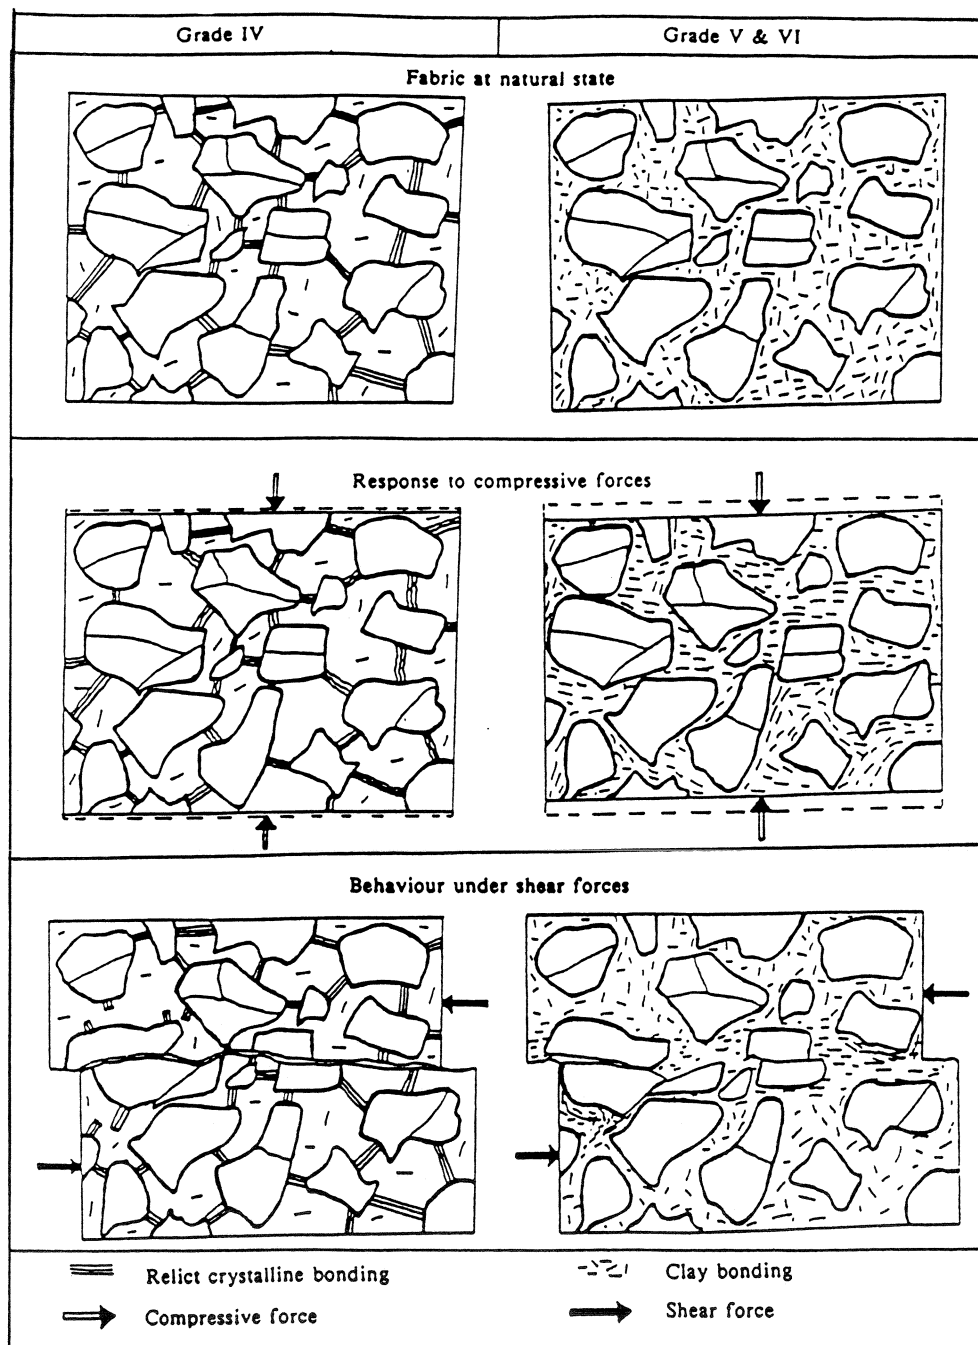 Grade IV
Grade V & VI
Fabric at natural state
Response to compressive forces
Behaviour under shear forces
Relict crystalline bonding
Clay bonding
Compressive force
Shear force